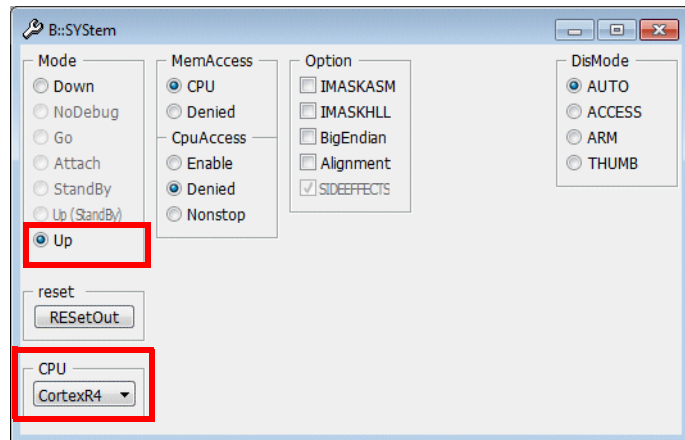 B::SYStem
Mode
Down
NoDebug
Go
Attach
StandBy
Up (StandBy)
Up
MemAccess
CPU
Denied
CpuAccess
Enable
Denied
Nonstop
Option
IMASKASM
IMASKHLL
BigEndian
Alignment
SIDEEFFECTS
DisMode
AUTO
ACCESS
ARM
THUMB
reset
RESetOut
CPU
CortexR4